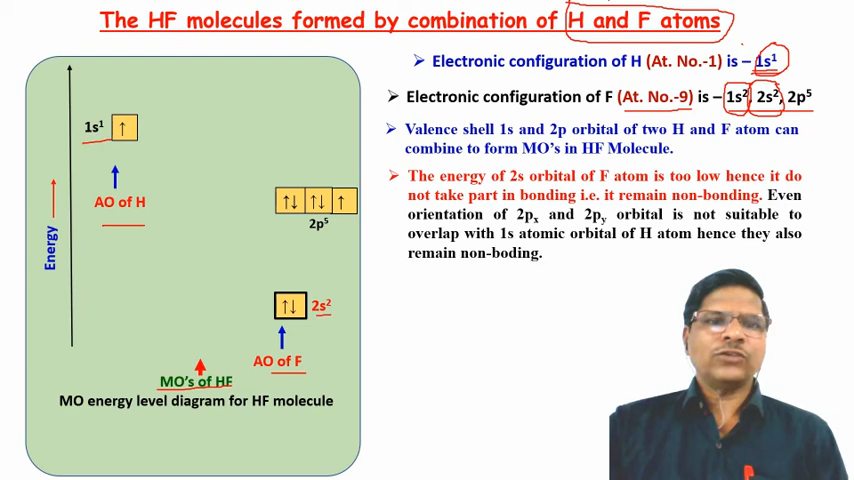 The HF molecules formed by combination of H and F atoms
Electronic configuration of H (At. No.-1) is – 1s¹
Electronic configuration of F (At. No.-9) is – 1s², 2s², 2p⁵
Valence shell 1s and 2p orbital of two H and F atom can
combine to form MO's in HF Molecule.
The energy of 2s orbital of F atom is too low hence it do
not take part in bonding i.e. it remain non-bonding. Even
orientation of 2pₓ and 2pᵧ orbital is not suitable to
overlap with 1s atomic orbital of H atom hence they also
remain non-boding.
1s¹ ↑
AO of H
Energy
↑↓ ↑↓ ↑
2p⁵
↑↓ 2s²
AO of F
MO's of HF
MO energy level diagram for HF molecule